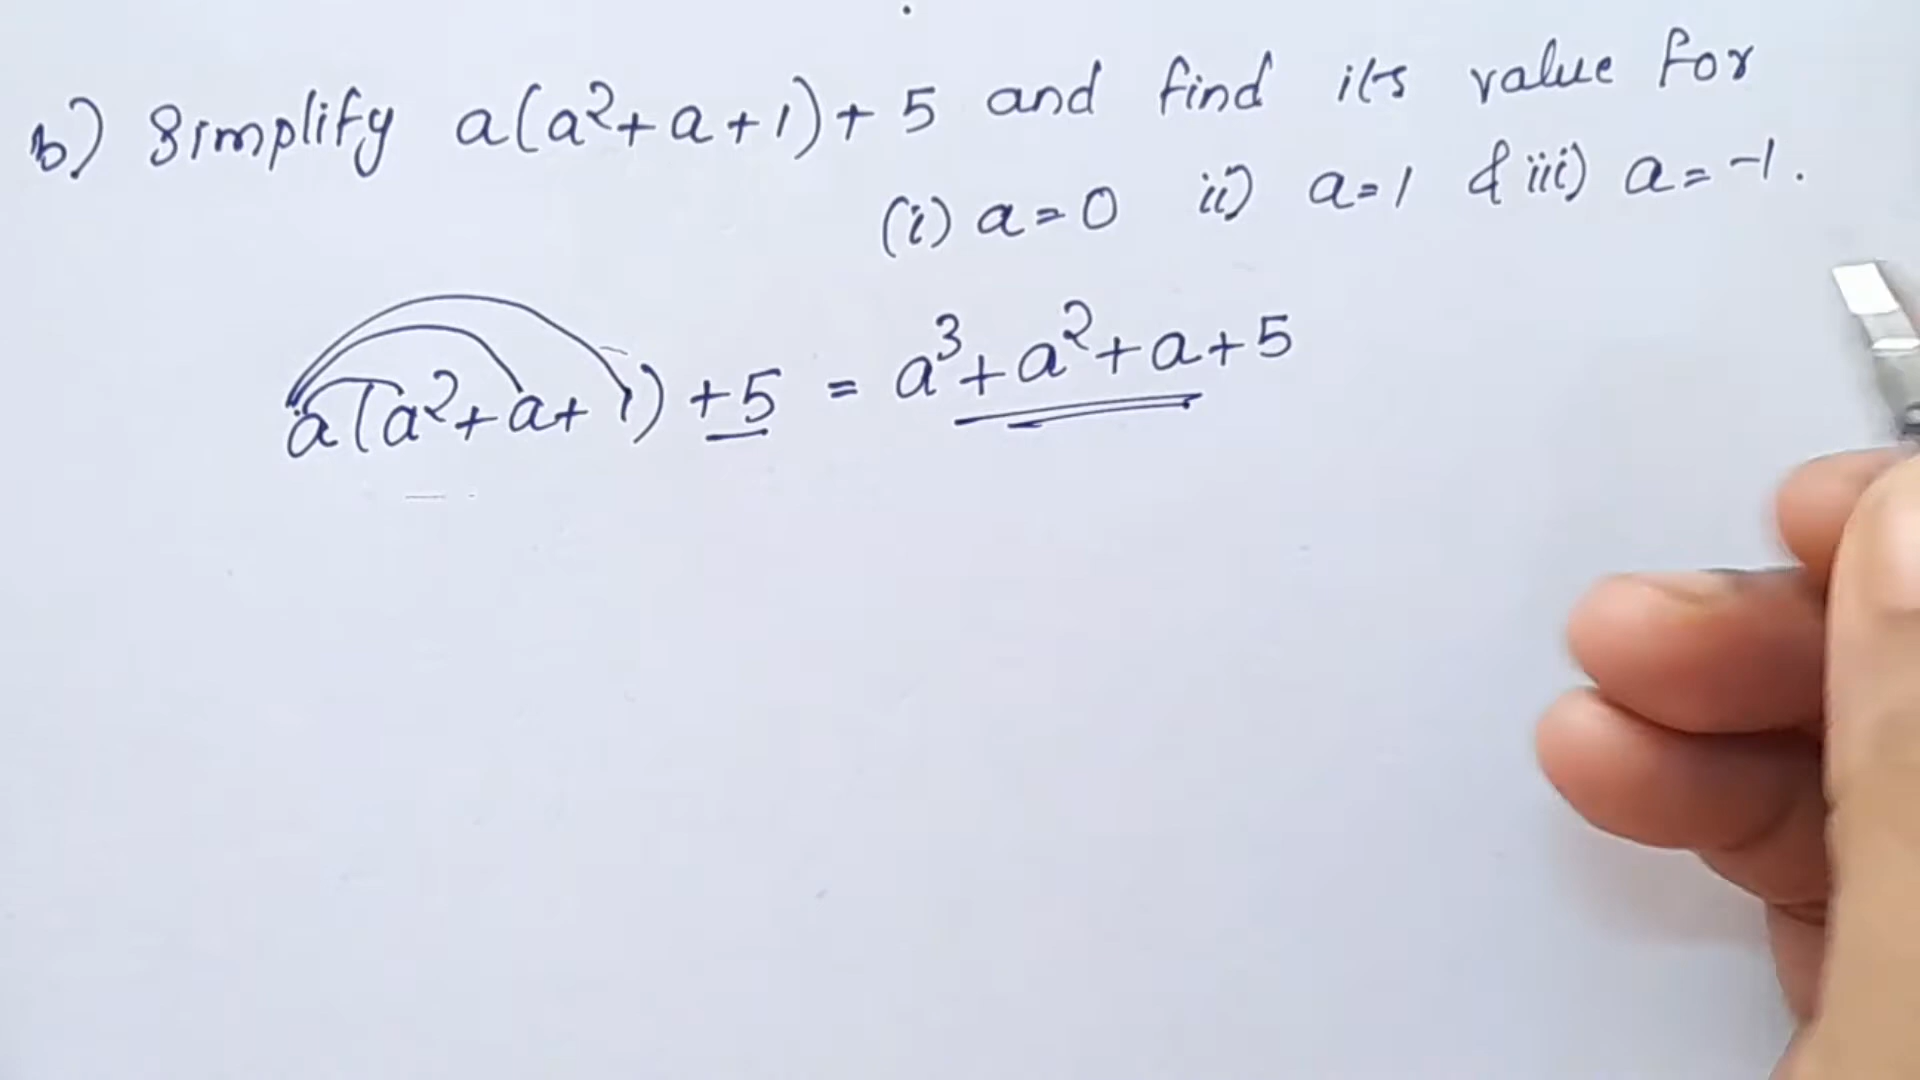 b) Simplify a(a²+a+1)+5 and find its value for
(i) a=0 ii) a=1 & iii) a=-1.
a(a²+a+1)+5 = a³+a²+a+5